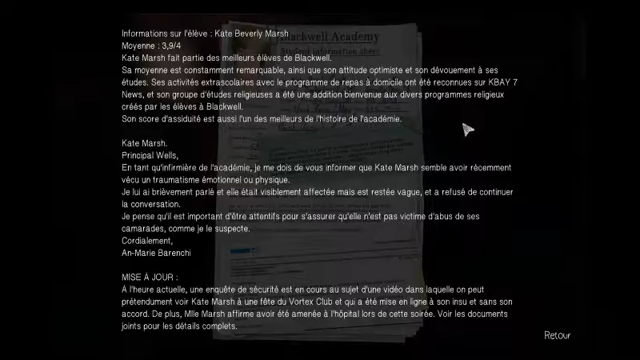 Blackwell Academy
Student information sheet
Informations sur l'élève : Kate Beverly Marsh
Moyenne : 3,9/4
Kate Marsh fait partie des meilleurs élèves de Blackwell.
Sa moyenne est constamment remarquable, ainsi que son attitude optimiste et son dévouement à ses
études. Ses activités extrascolaires avec le programme de repas à domicile ont été reconnues sur KBAY 7
News, et son groupe d'études religieuses a été une addition bienvenue aux divers programmes religieux
créés par les élèves à Blackwell.
Son score d'assiduité est aussi l'un des meilleurs de l'histoire de l'académie.
Kate Marsh.
Principal Wells,
En tant qu'infirmière de l'académie, je me dois de vous informer que Kate Marsh semble avoir récemment
vécu un traumatisme émotionnel ou physique.
Je lui ai brièvement parlé et elle était visiblement affectée mais est restée vague, et a refusé de continuer
la conversation.
Je pense qu'il est important d'être attentifs pour s'assurer qu'elle n'est pas victime d'abus de ses
camarades, comme je le suspecte.
Cordialement,
An-Marie Barenchi
MISE À JOUR :
À l'heure actuelle, une enquête de sécurité est en cours au sujet d'une vidéo dans laquelle on peut
prétendument voir Kate Marsh à une fête du Vortex Club et qui a été mise en ligne à son insu et sans son
accord. De plus, Mlle Marsh affirme avoir été amenée à l'hôpital lors de cette soirée. Voir les documents
joints pour les détails complets.
Retour